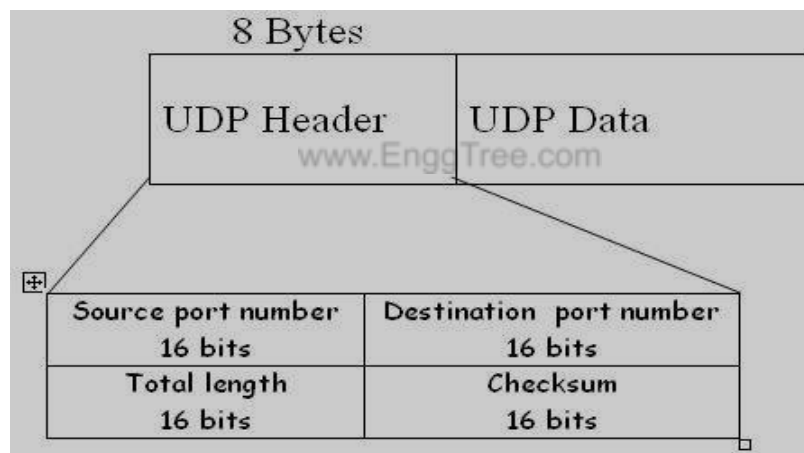 8 Bytes
UDP Header UDP Data
www.EnggTree.com
Source port number Destination port number
16 bits 16 bits
Total length Checksum
16 bits 16 bits